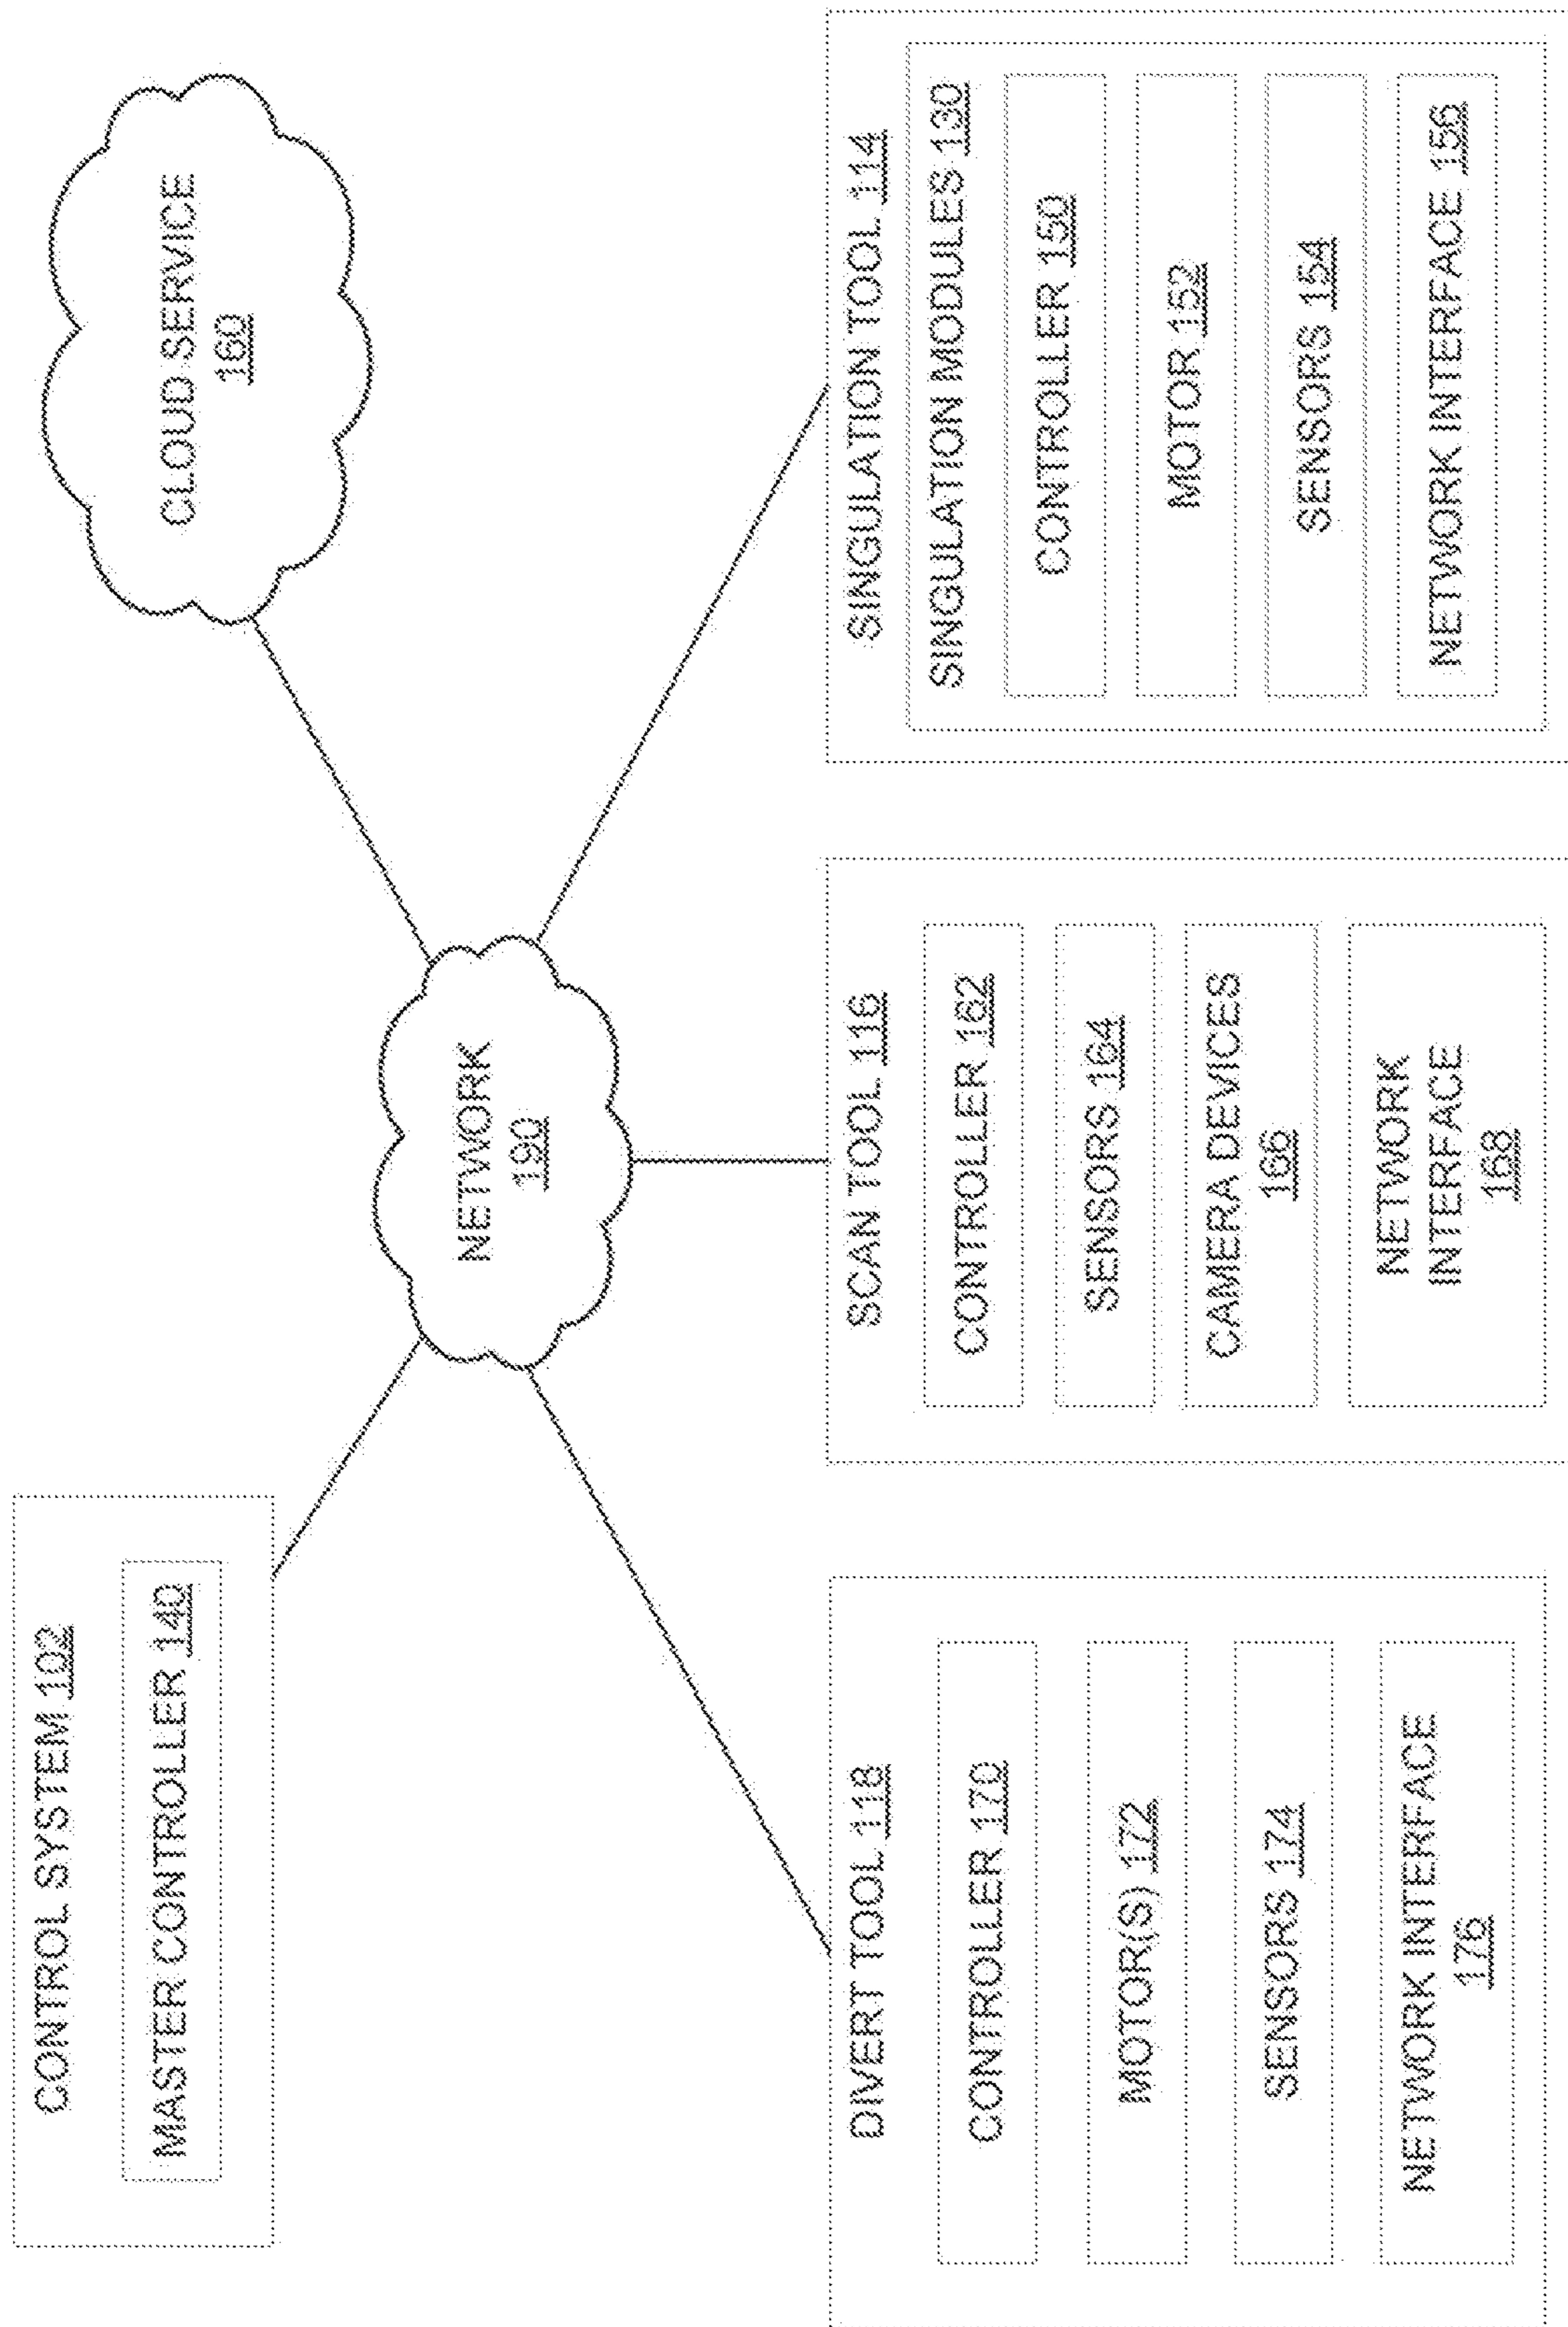 CONTROL SYSTEM 102
MASTER CONTROLLER 140
CLOUD SERVICE
160
NETWORK
190
DIVERT TOOL 118
CONTROLLER 170
MOTOR(S) 172
SENSORS 174
NETWORK INTERFACE
176
SCAN TOOL 116
CONTROLLER 162
SENSORS 164
CAMERA DEVICES
166
NETWORK
INTERFACE
168
SINGULATION TOOL 114
SINGULATION MODULES 130
CONTROLLER 150
MOTOR 152
SENSORS 154
NETWORK INTERFACE 156